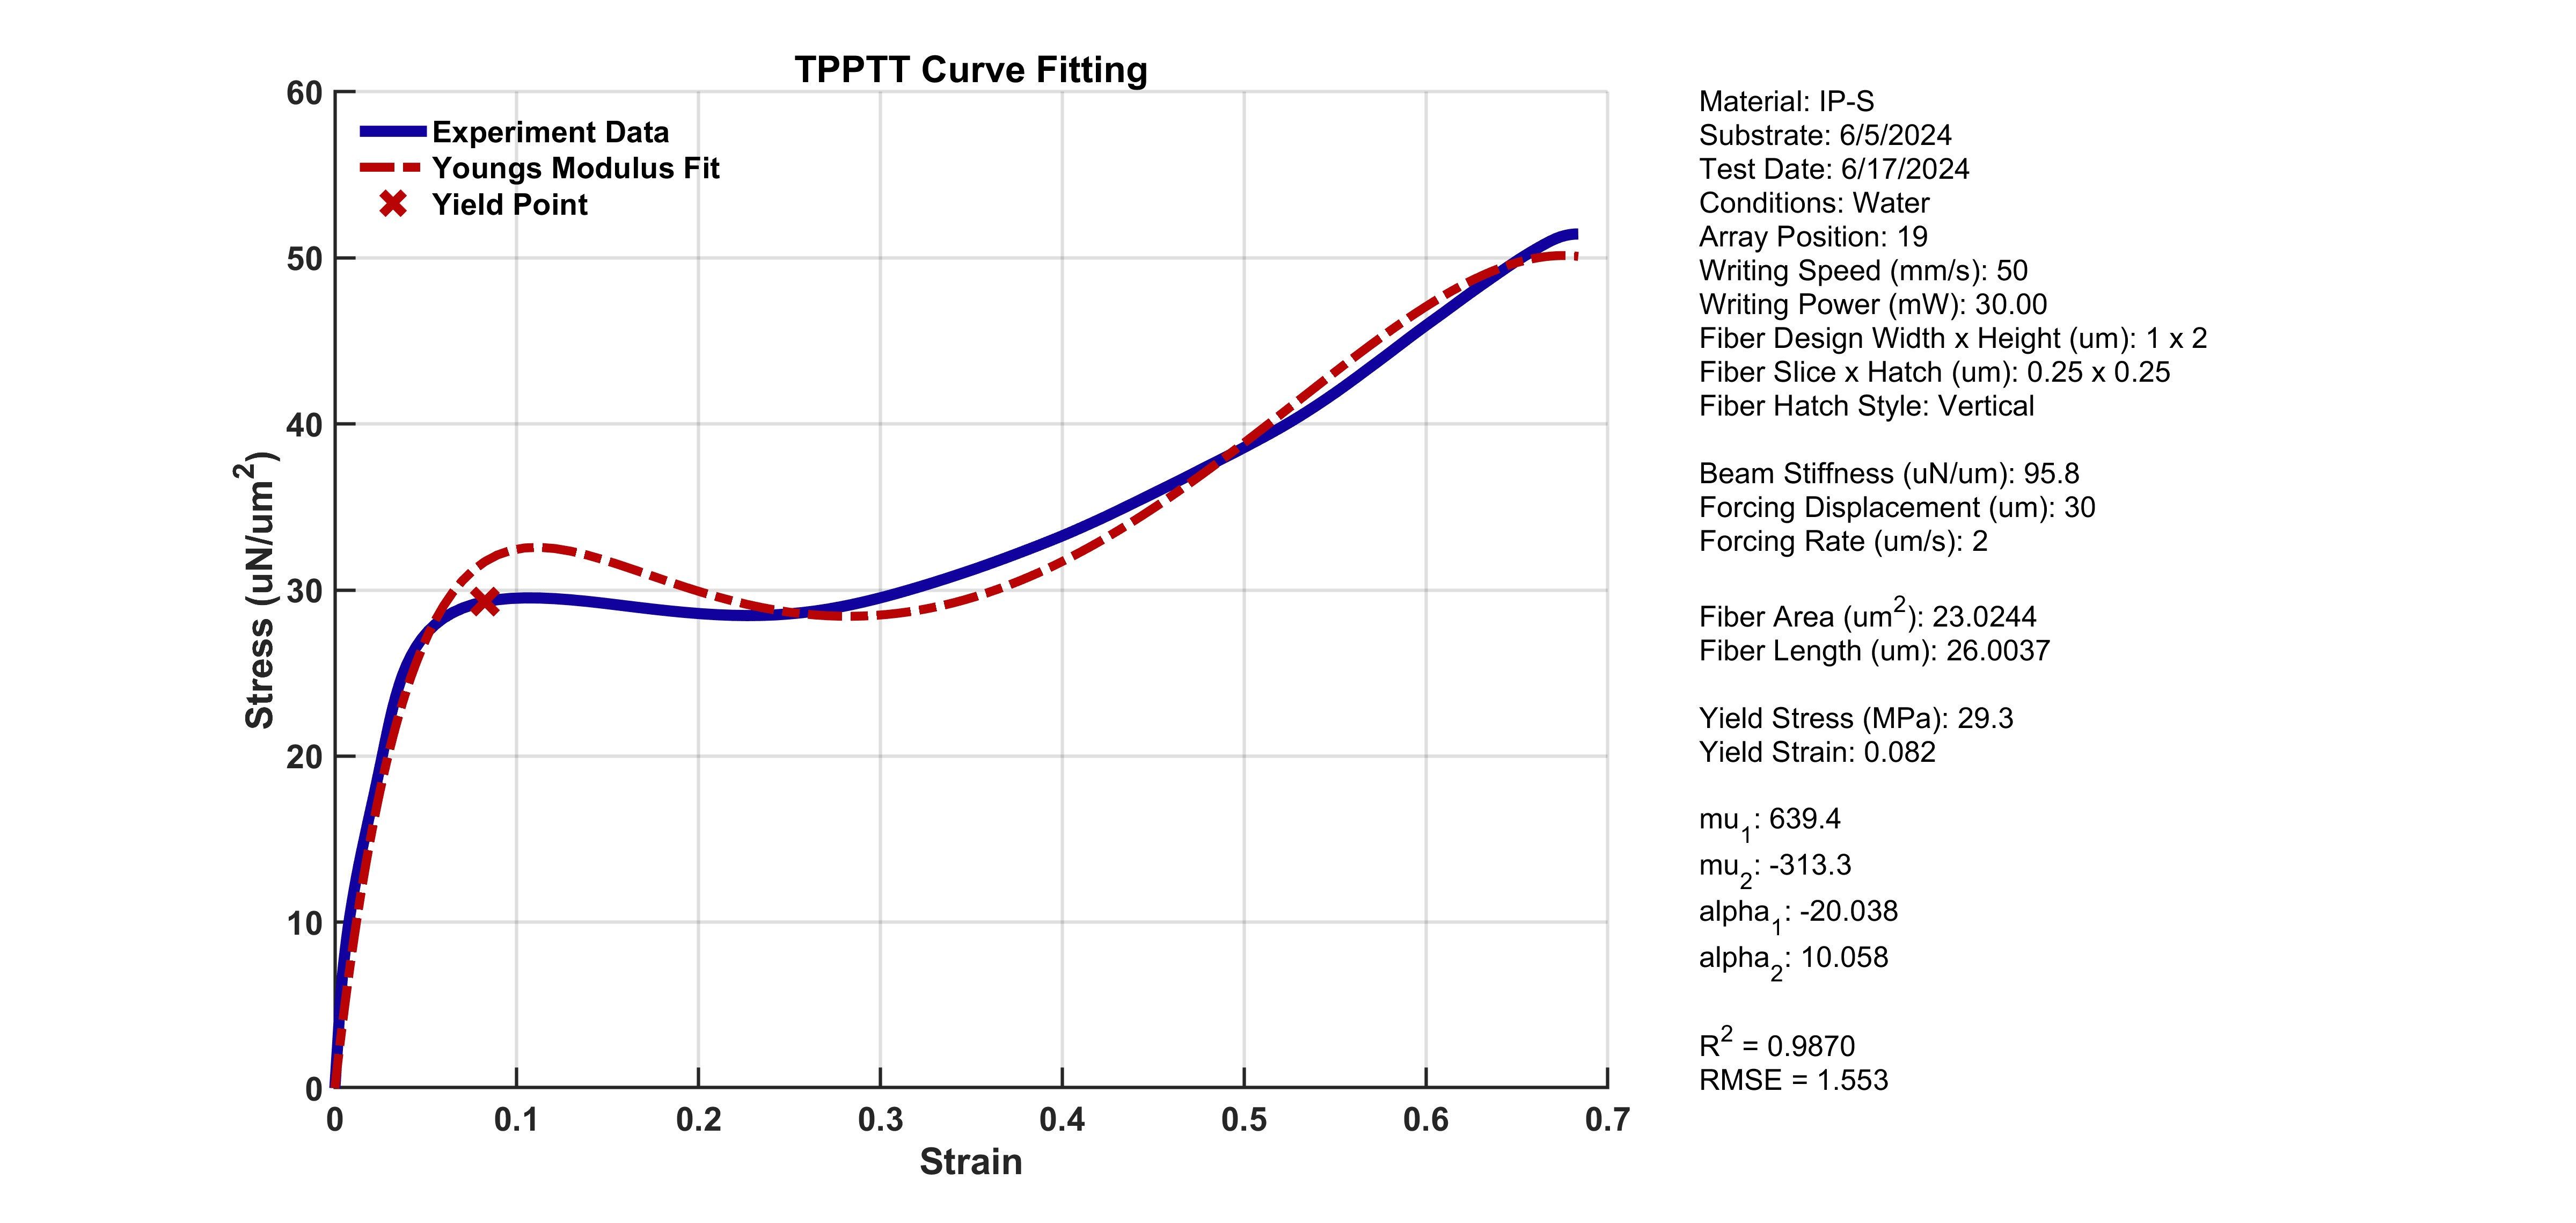 TPPTT Curve Fitting
60
50
40
30
20
10
0
Stress (uN/um²)
Experiment Data
Youngs Modulus Fit
Yield Point
0
0.1
0.2
0.3
0.4
0.5
0.6
0.7
Strain
Material: IP-S
Substrate: 6/5/2024
Test Date: 6/17/2024
Conditions: Water
Array Position: 19
Writing Speed (mm/s): 50
Writing Power (mW): 30.00
Fiber Design Width x Height (um): 1 x 2
Fiber Slice x Hatch (um): 0.25 x 0.25
Fiber Hatch Style: Vertical
Beam Stiffness (uN/um): 95.8
Forcing Displacement (um): 30
Forcing Rate (um/s): 2
Fiber Area (um²): 23.0244
Fiber Length (um): 26.0037
Yield Stress (MPa): 29.3
Yield Strain: 0.082
mu₁: 639.4
mu₂: -313.3
alpha₁: -20.038
alpha₂: 10.058
R² = 0.9870
RMSE = 1.553